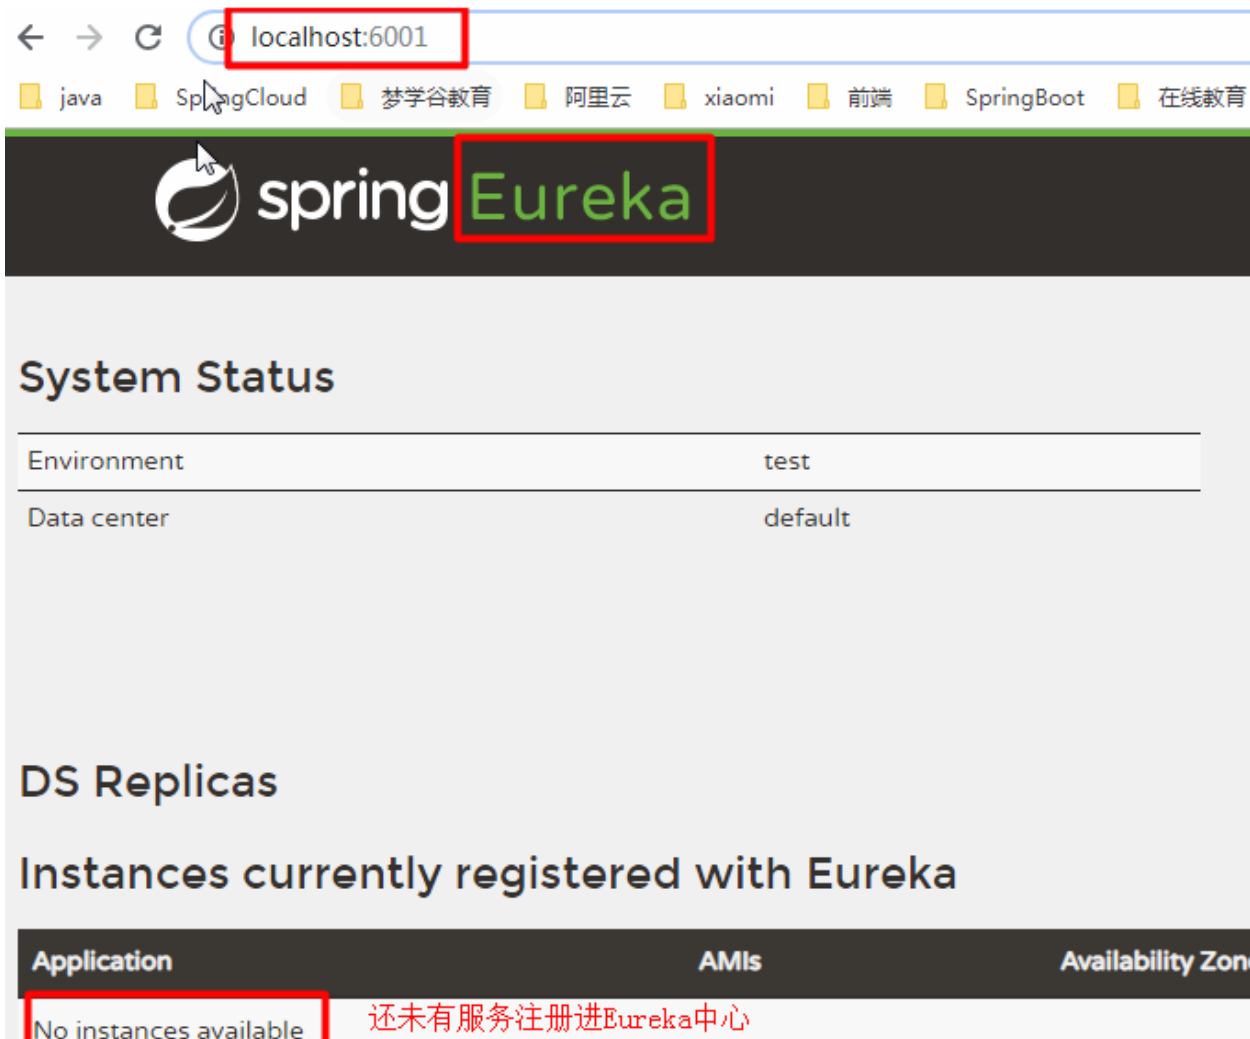 localhost:6001
java SpringCloud 梦学谷教育 阿里云 xiaomi 前端 SpringBoot 在线教育
spring Eureka
System Status
Environment test
Data center default
DS Replicas
Instances currently registered with Eureka
Application AMIs Availability Zone
No instances available 还未有服务注册进Eureka中心